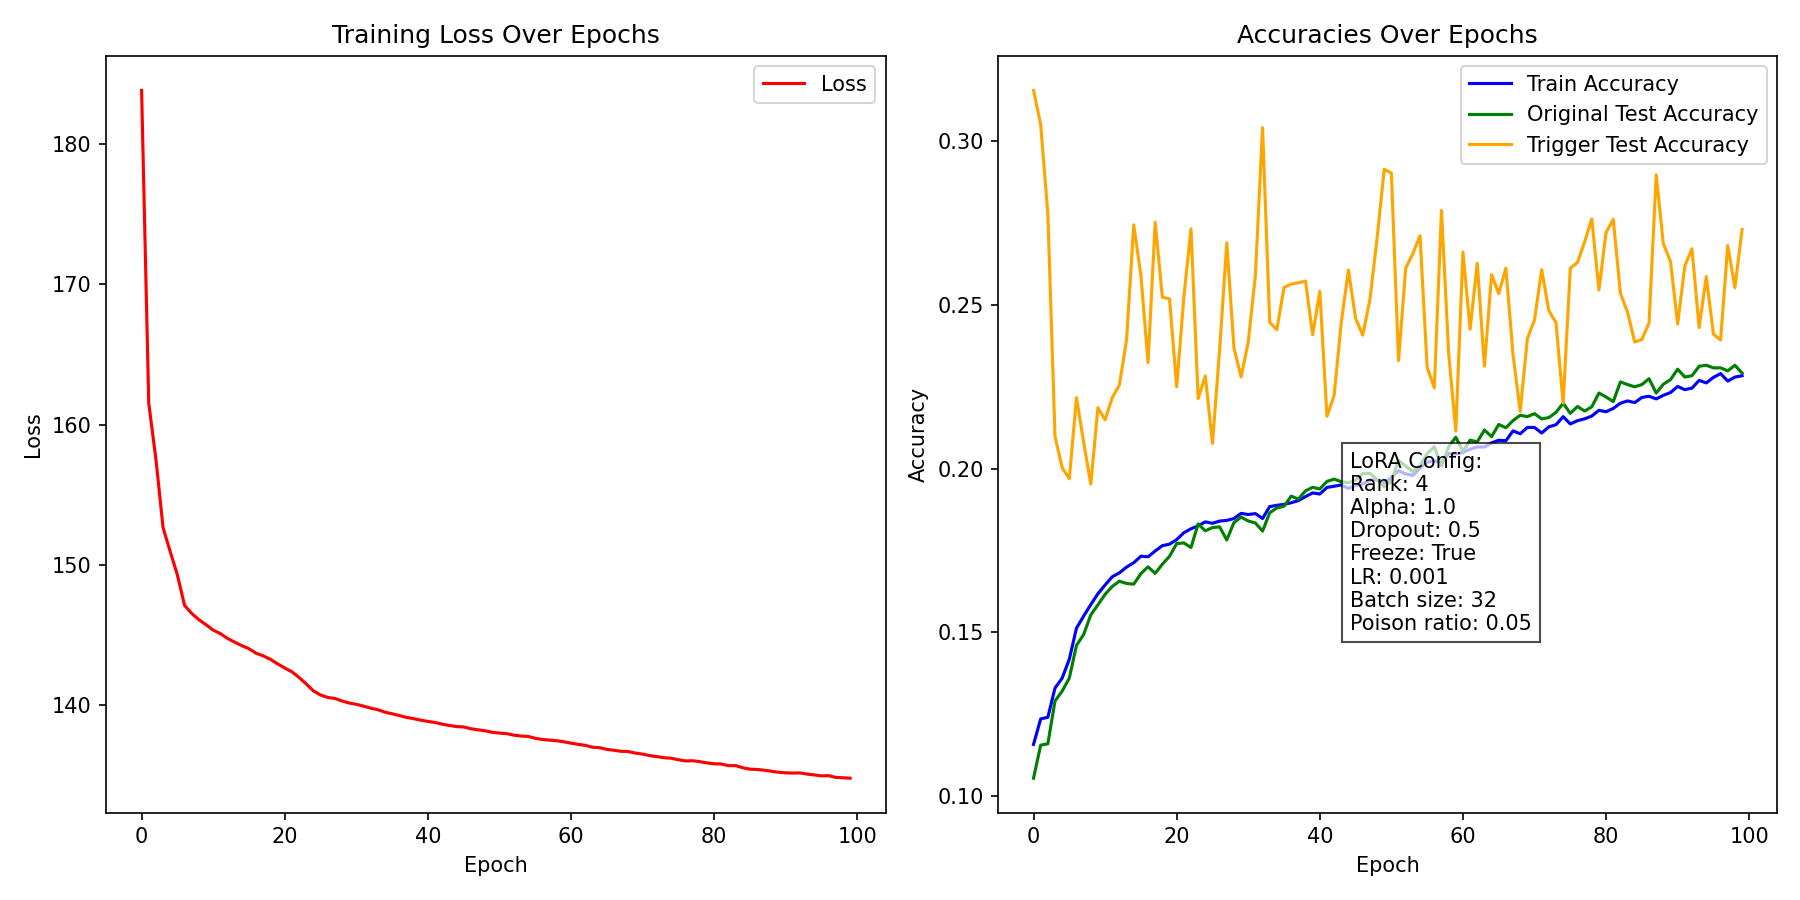 Training Loss Over Epochs
Loss
180
170
160
150
140
Loss
0
20
40
60
80
100
Epoch
Accuracies Over Epochs
Train Accuracy
Original Test Accuracy
Trigger Test Accuracy
0.30
0.25
0.20
0.15
0.10
Accuracy
LoRA Config:
Rank: 4
Alpha: 1.0
Dropout: 0.5
Freeze: True
LR: 0.001
Batch size: 32
Poison ratio: 0.05
0
20
40
60
80
100
Epoch